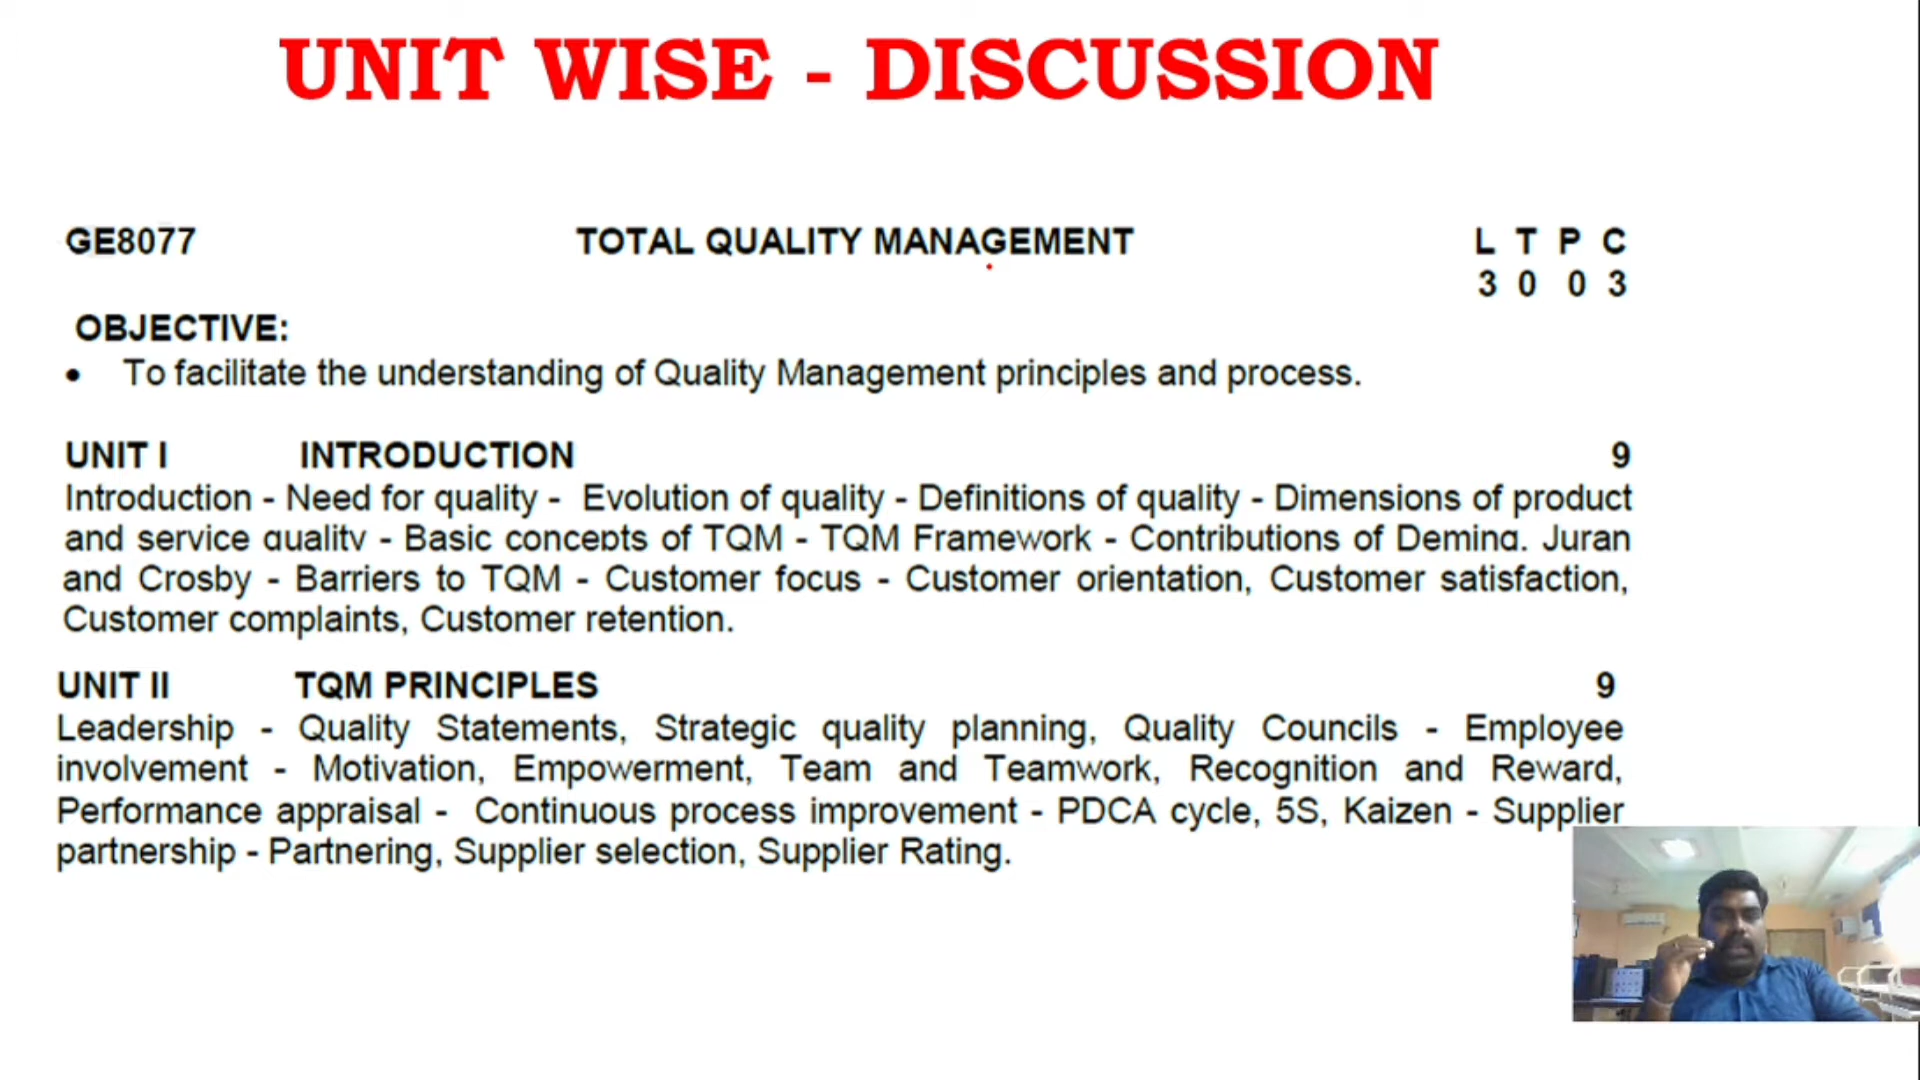 UNIT WISE - DISCUSSION
GE8077 TOTAL QUALITY MANAGEMENT L T P C
3 0 0 3
OBJECTIVE:
• To facilitate the understanding of Quality Management principles and process.
UNIT I INTRODUCTION 9
Introduction - Need for quality - Evolution of quality - Definitions of quality - Dimensions of product
and service quality - Basic concepts of TQM - TQM Framework - Contributions of Deming, Juran
and Crosby - Barriers to TQM - Customer focus - Customer orientation, Customer satisfaction,
Customer complaints, Customer retention.
UNIT II TQM PRINCIPLES 9
Leadership - Quality Statements, Strategic quality planning, Quality Councils - Employee
involvement - Motivation, Empowerment, Team and Teamwork, Recognition and Reward,
Performance appraisal - Continuous process improvement - PDCA cycle, 5S, Kaizen - Supplier
partnership - Partnering, Supplier selection, Supplier Rating.